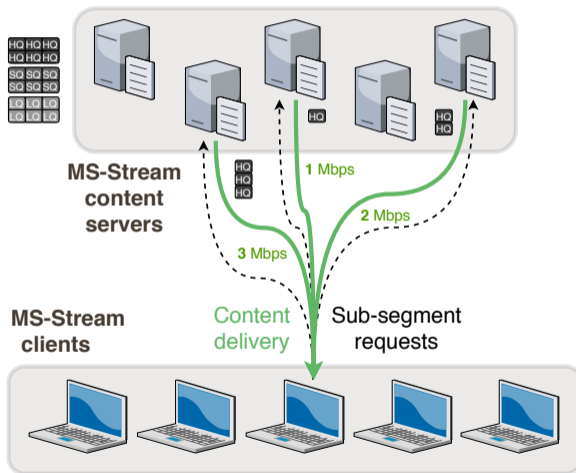 HQ HQ HQ
HQ HQ HQ
SQ SQ SQ
SQ SQ SQ
LQ LQ LQ
LQ LQ LQ
HQ
HQ
HQ
MS-Stream
content
servers
HQ
HQ
HQ
1 Mbps
2 Mbps
3 Mbps
MS-Stream
clients
Content
delivery
Sub-segment
requests